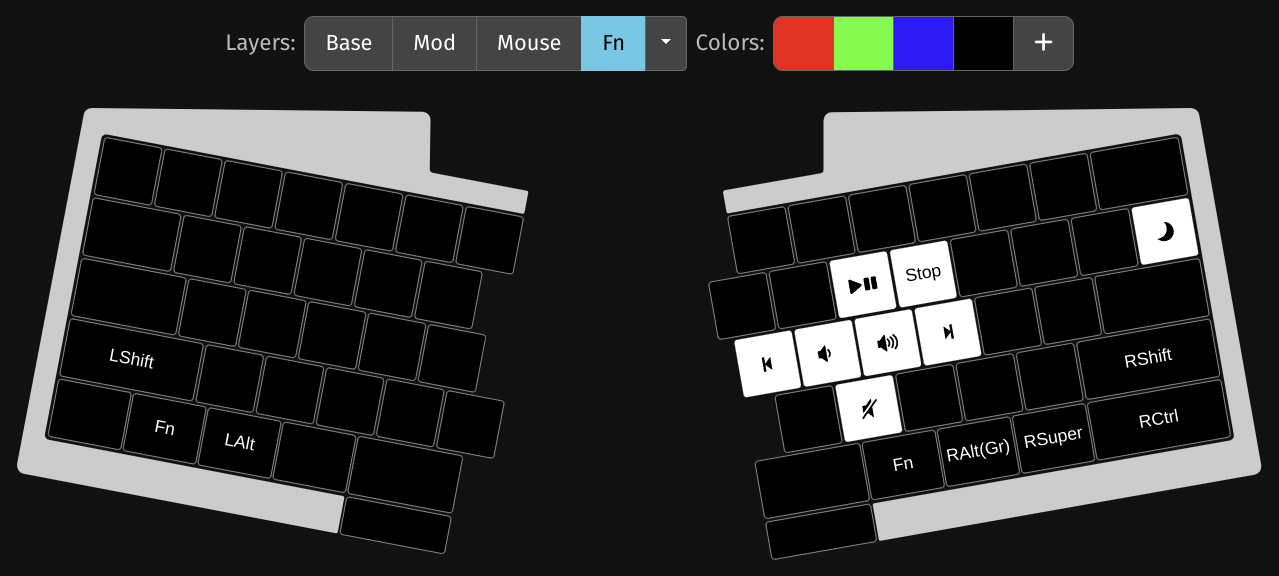 Layers: Base Mod Mouse Fn Colors: +
Stop
LShift
RShift
Fn LAlt
Fn RAlt(Gr) RSuper RCtrl